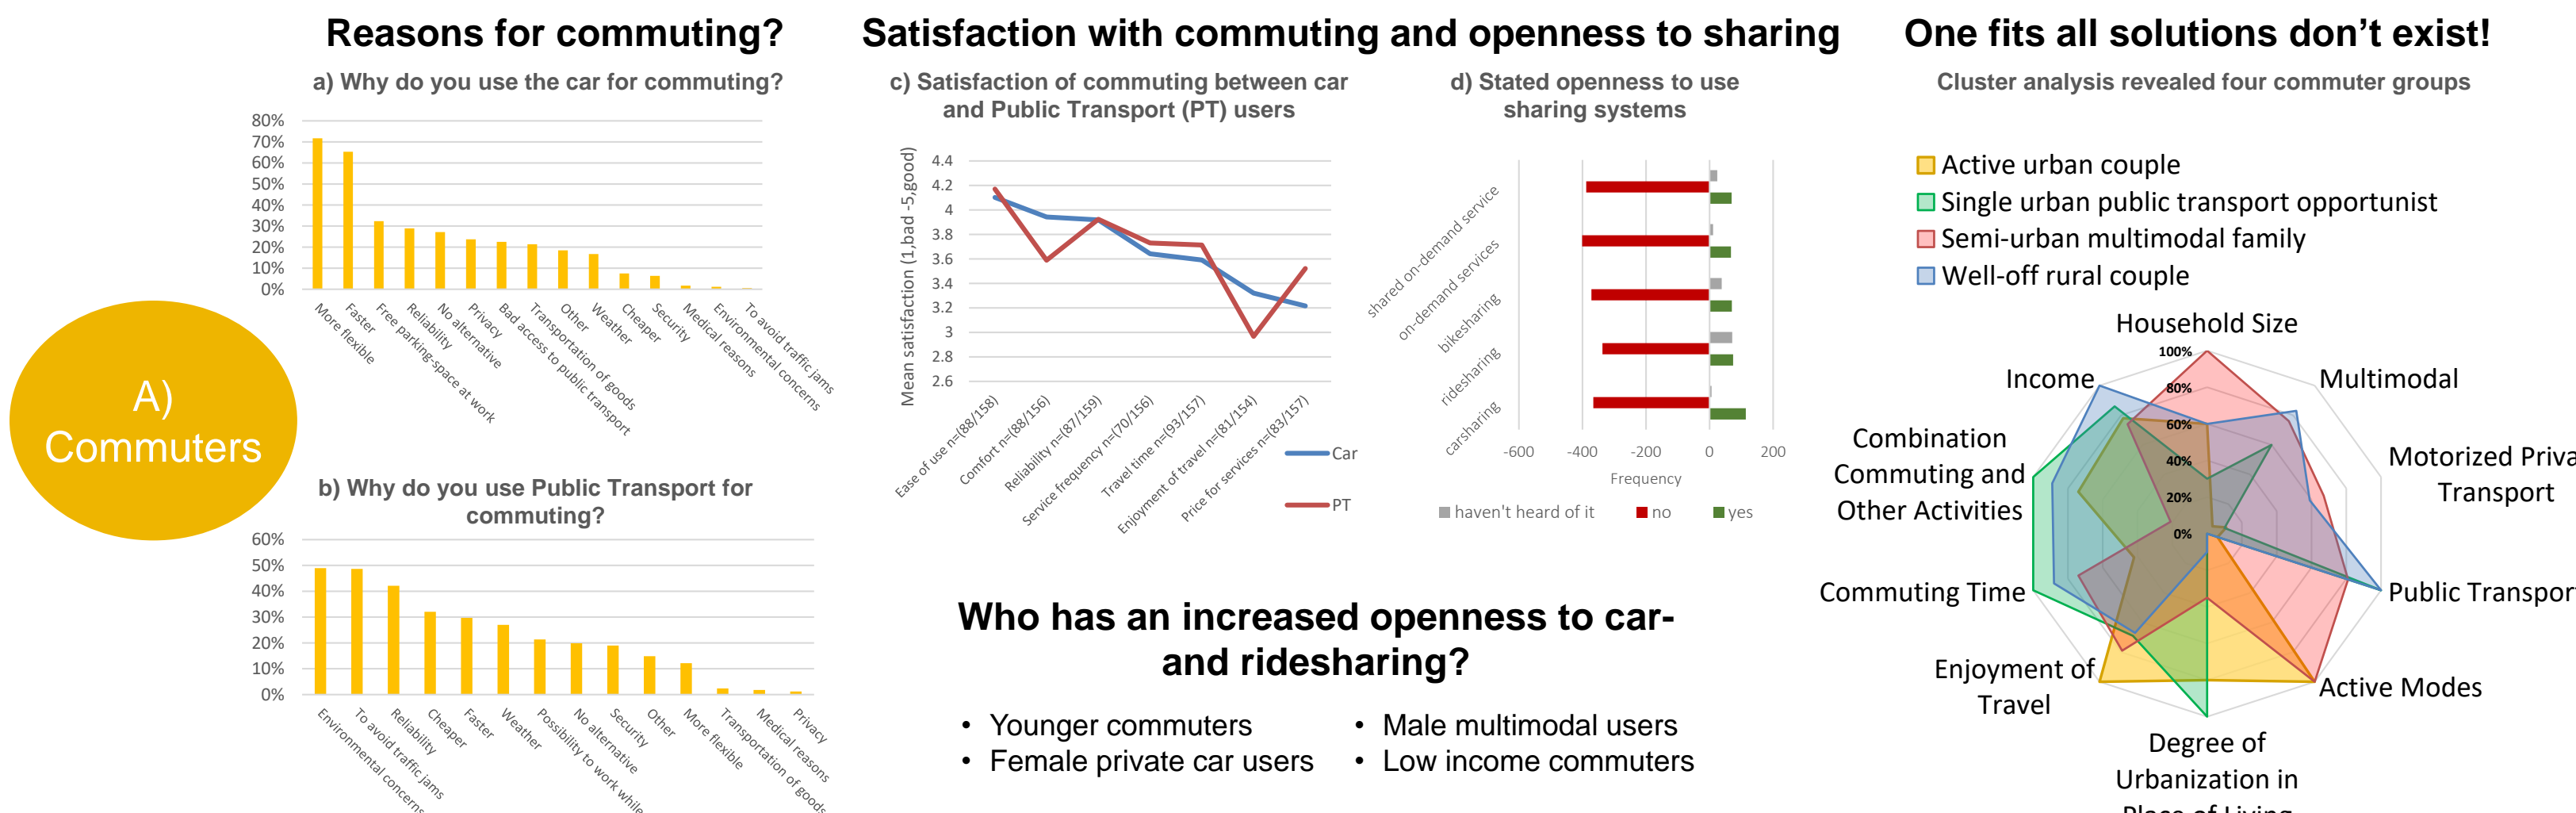 Reasons for commuting?
Satisfaction with commuting and openness to sharing
One fits all solutions don’t exist!
A)
Commuters
a) Why do you use the car for commuting?
80%
70%
60%
50%
40%
30%
20%
10%
0%
More flexible
Faster
Free parking-space at work
Reliability
No alternative
Privacy
Bad access to public transport
Transportation of goods
Other
Weather
Cheaper
Security
Medical reasons
Environmental concerns
To avoid traffic jams
b) Why do you use Public Transport for
commuting?
60%
50%
40%
30%
20%
10%
0%
Environmental concerns
To avoid traffic jams
Reliability
Cheaper
Faster
Weather
Possibility to work while
No alternative
Security
Other
More flexible
Transportation of goods
Medical reasons
Privacy
c) Satisfaction of commuting between car
and Public Transport (PT) users
Mean satisfaction (1,bad -5,good)
4.4
4.2
4
3.8
3.6
3.4
3.2
3
2.8
2.6
Ease of use n=(88/158)
Comfort n=(88/156)
Reliability n=(87/159)
Service frequency n=(70/156)
Travel time n=(93/157)
Enjoyment of travel n=(81/154)
Price for services n=(83/157)
Car
PT
d) Stated openness to use
sharing systems
shared on-demand service
on-demand services
bikesharing
ridesharing
carsharing
-600
-400
-200
0
200
Frequency
haven't heard of it
no
yes
Who has an increased openness to car-
and ridesharing?
• Younger commuters
• Female private car users
• Male multimodal users
• Low income commuters
Cluster analysis revealed four commuter groups
Active urban couple
Single urban public transport opportunist
Semi-urban multimodal family
Well-off rural couple
Household Size
Multimodal
Motorized Priva
Transport
Public Transpor
Active Modes
Degree of
Urbanization in
Place of Living
Enjoyment of
Travel
Commuting Time
Combination
Commuting and
Other Activities
Income
100%
80%
60%
40%
20%
0%